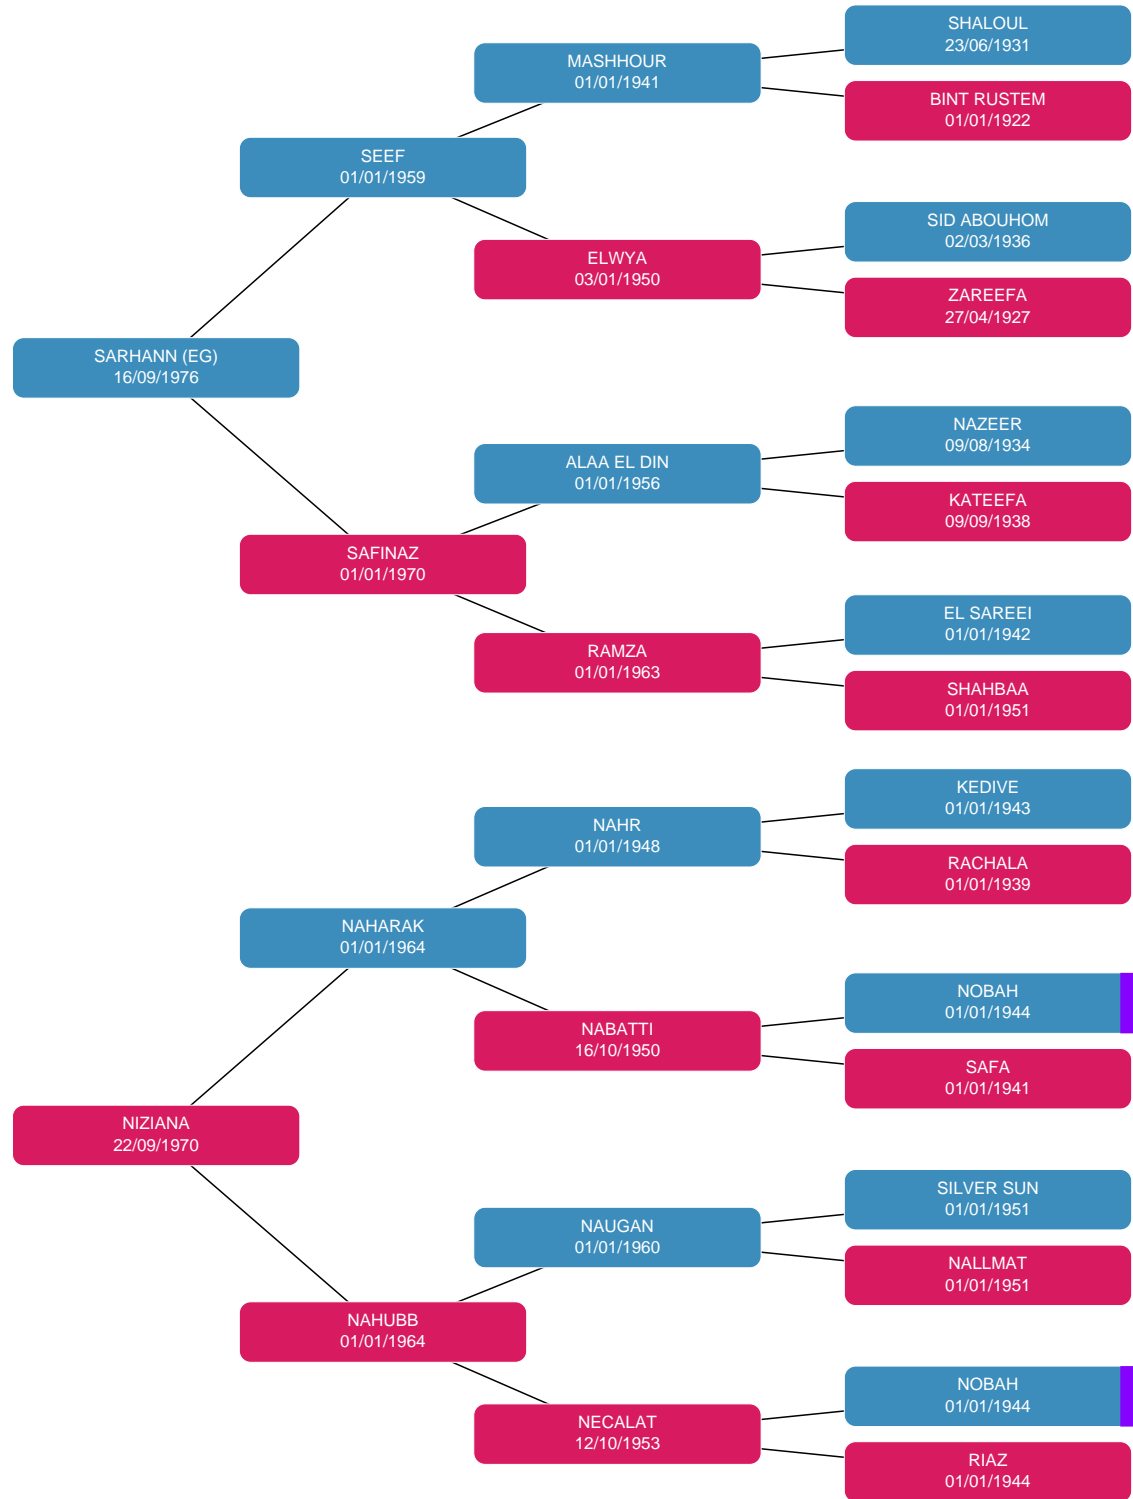 SHALOUL
23/06/1931
MASHHOUR
01/01/1941
BINT RUSTEM
01/01/1922
SEEF
01/01/1959
SID ABOUHOM
02/03/1936
ELWYA
03/01/1950
ZAREEFA
27/04/1927
SARHANN (EG)
16/09/1976
NAZEER
09/08/1934
ALAA EL DIN
01/01/1956
KATEEFA
09/09/1938
SAFINAZ
01/01/1970
EL SAREEI
01/01/1942
RAMZA
01/01/1963
SHAHBAA
01/01/1951
KEDIVE
01/01/1943
NAHR
01/01/1948
RACHALA
01/01/1939
NAHARAK
01/01/1964
NOBAH
01/01/1944
NABATTI
16/10/1950
SAFA
01/01/1941
NIZIANA
22/09/1970
SILVER SUN
01/01/1951
NAUGAN
01/01/1960
NALLMAT
01/01/1951
NAHUBB
01/01/1964
NOBAH
01/01/1944
NECALAT
12/10/1953
RIAZ
01/01/1944